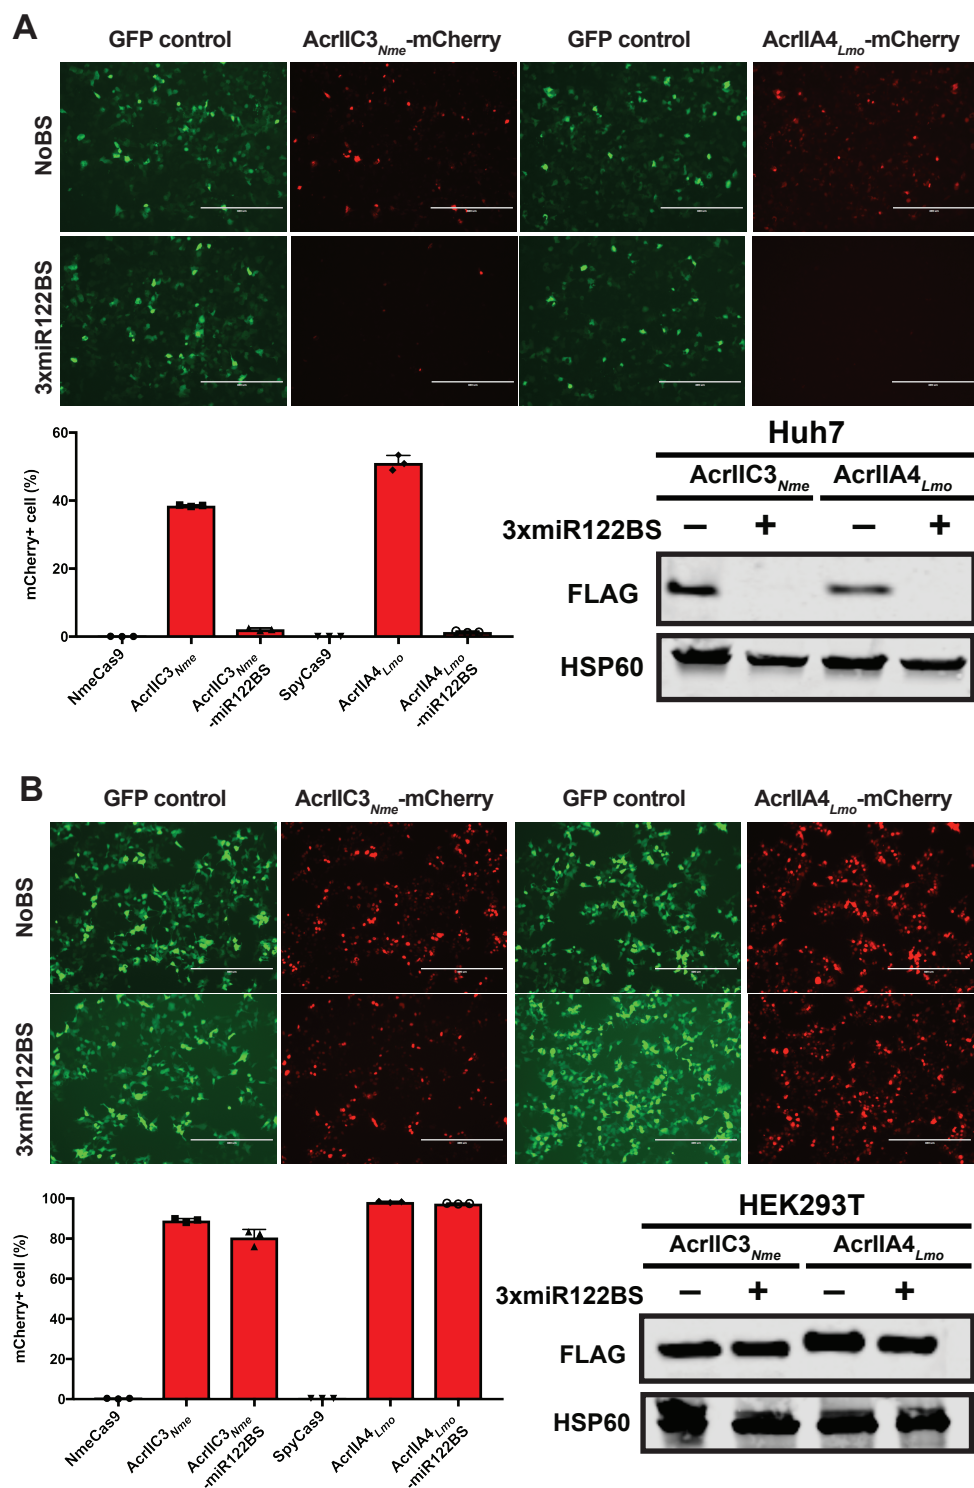 A
GFP control
AcrIIC3Nme-mCherry
GFP control
AcrIIA4Lmo-mCherry
NoBS
3xmiR122BS
mCherry+ cell (%)
60
40
20
0
NmeCas9
AcrIIC3Nme
AcrIIC3Nme
-miR122BS
SpyCas9
AcrIIA4Lmo
AcrIIA4Lmo
-miR122BS
Huh7
AcrIIC3Nme AcrIIA4Lmo
3xmiR122BS − + − +
FLAG
HSP60
B
GFP control
AcrIIC3Nme-mCherry
GFP control
AcrIIA4Lmo-mCherry
NoBS
3xmiR122BS
mCherry+ cell (%)
100
80
60
40
20
0
NmeCas9
AcrIIC3Nme
AcrIIC3Nme
-miR122BS
SpyCas9
AcrIIA4Lmo
AcrIIA4Lmo
-miR122BS
HEK293T
AcrIIC3Nme AcrIIA4Lmo
3xmiR122BS − + − +
FLAG
HSP60